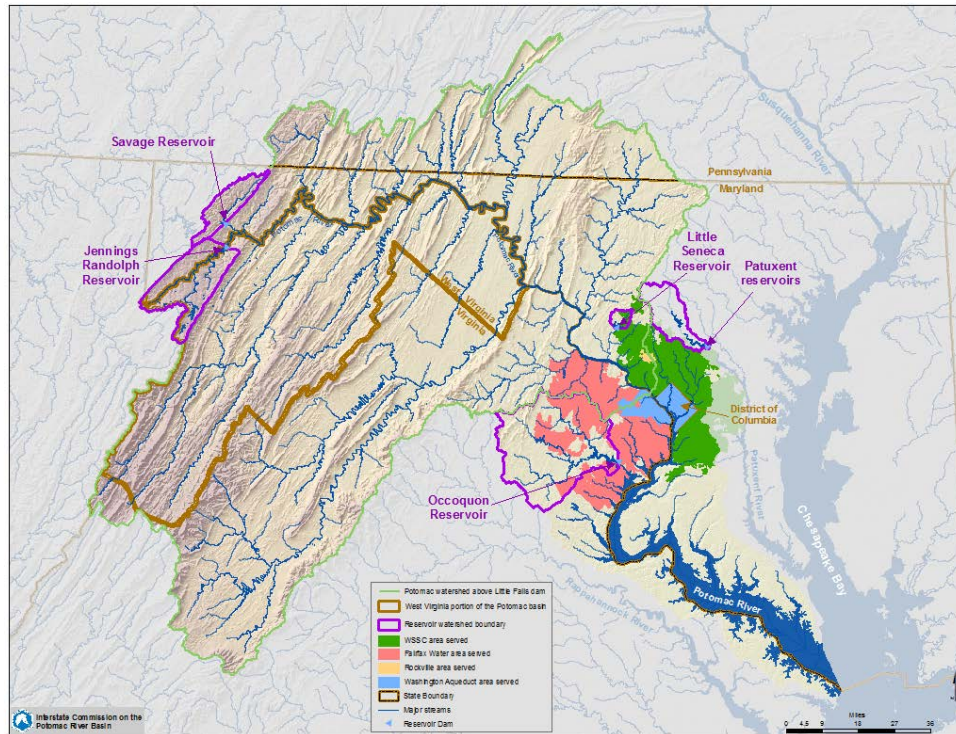 Susquehanna River
Savage Reservoir
Pennsylvania
Maryland
Jennings
Randolph
Reservoir
Potomac River
Little
Seneca
Reservoir
Patuxent
reservoirs
West Virginia
Virginia
District of
Columbia
Occoquon
Reservoir
Patuxent River
Chesapeake Bay
Rappahannock River
Potomac River
Potomac watershed above Little Falls dam
West Virginia portion of the Potomac basin
Reservoir watershed boundary
WSSC area served
Fairfax Water area served
Rockville area served
Washington Aqueduct area served
State Boundary
Major streams
Reservoir Dam
Interstate Commission on the
Potomac River Basin
Miles
0 4.5 9 18 27 36